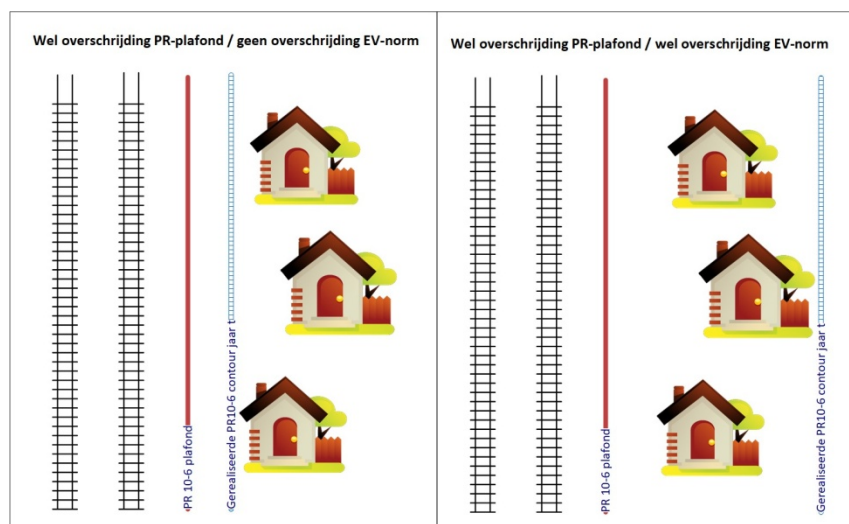 Wel overschrijding PR-plafond / geen overschrijding EV-norm
PR 10-6 plafond
Gerealiseerde PR10-6 contour jaar t
Wel overschrijding PR-plafond / wel overschrijding EV-norm
PR 10-6 plafond
Gerealiseerde PR10-6 contour jaar t